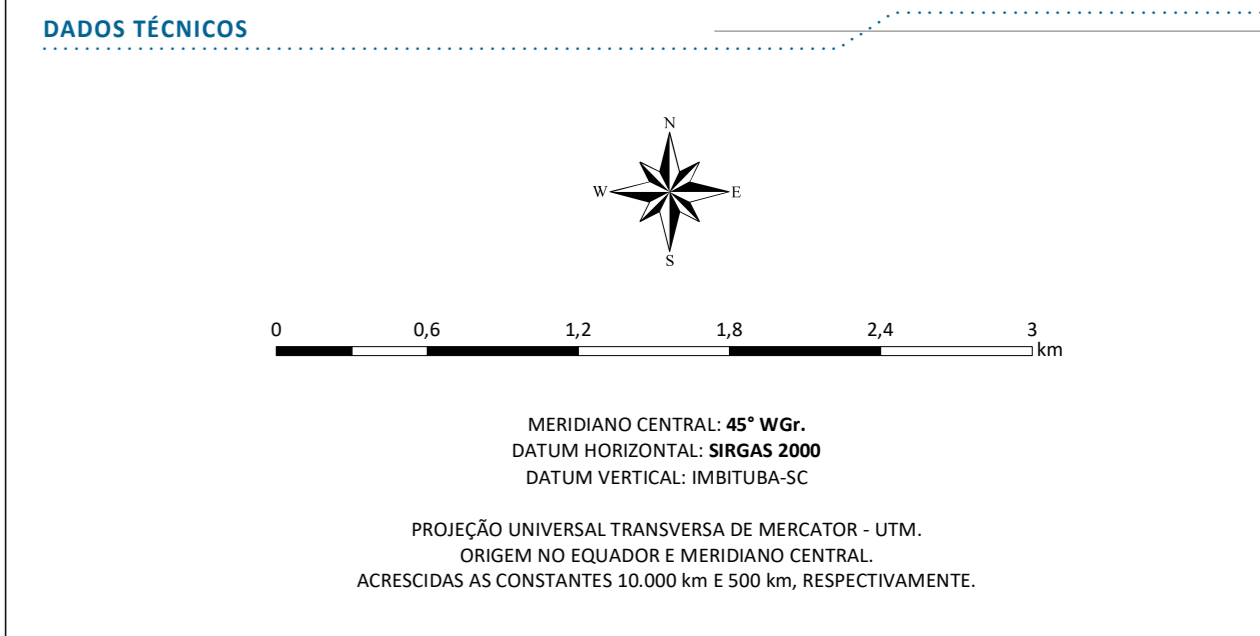 DADOS TÉCNICOS
N
W E
S
0 0,6 1,2 1,8 2,4 3
km
MERIDIANO CENTRAL: 45° WGr.
DATUM HORIZONTAL: SIRGAS 2000
DATUM VERTICAL: IMBITUBA-SC
PROJEÇÃO UNIVERSAL TRANSVERSA DE MERCATOR - UTM.
ORIGEM NO EQUADOR E MERIDIANO CENTRAL.
ACRESCIDAS AS CONSTANTES 10.000 km E 500 km, RESPECTIVAMENTE.